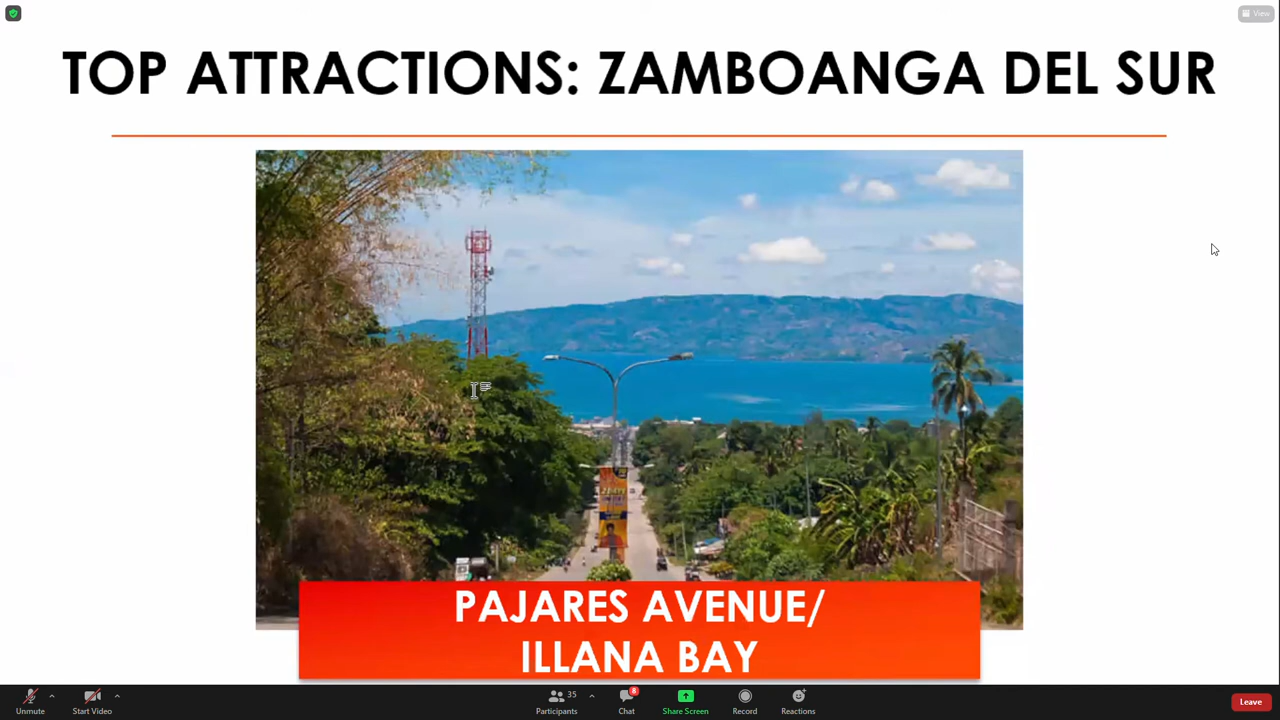 View
TOP ATTRACTIONS: ZAMBOANGA DEL SUR
PAJARES AVENUE/
ILLANA BAY
Unmute
Start Video
35
Participants
8
Chat
Share Screen
Record
Reactions
Leave